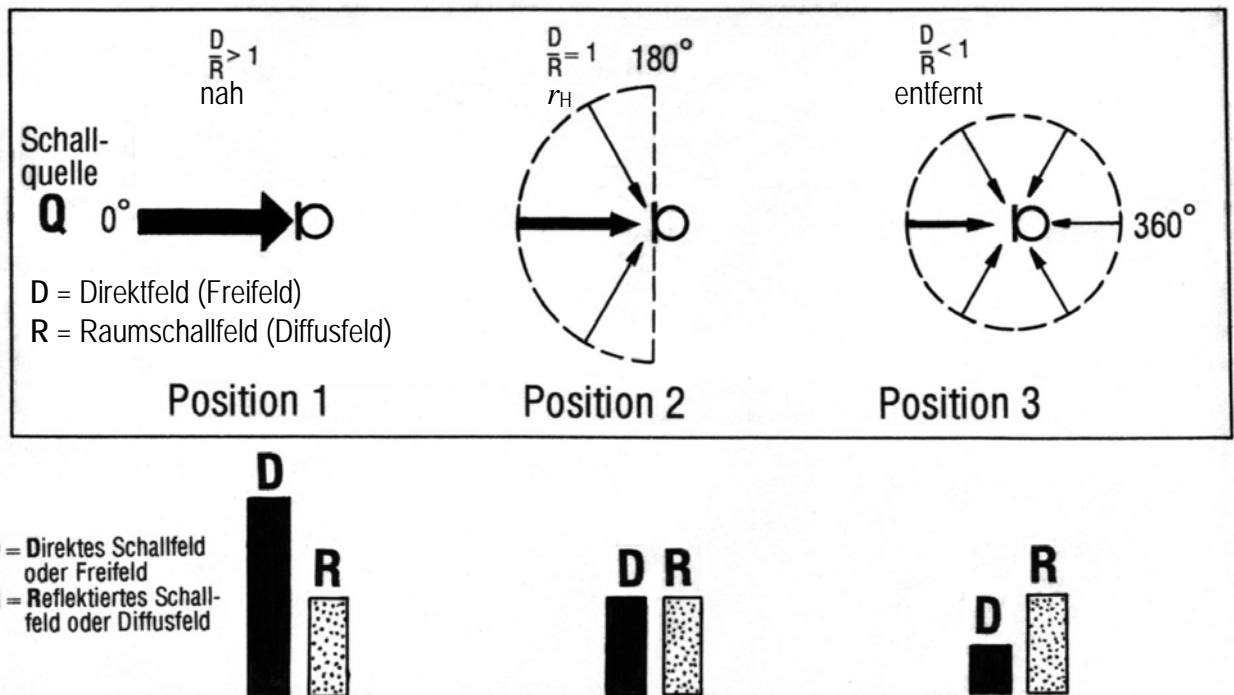 D/R > 1
nah
D/R = 1 180°
rH
D/R < 1
entfernt
Schall-
quelle
Q 0°
360°
D = Direktfeld (Freifeld)
R = Raumschallfeld (Diffusfeld)
Position 1
Position 2
Position 3
D
R
D R
D
R
= Direktes Schallfeld
oder Freifeld
= Reflektiertes Schall-
feld oder Diffusfeld